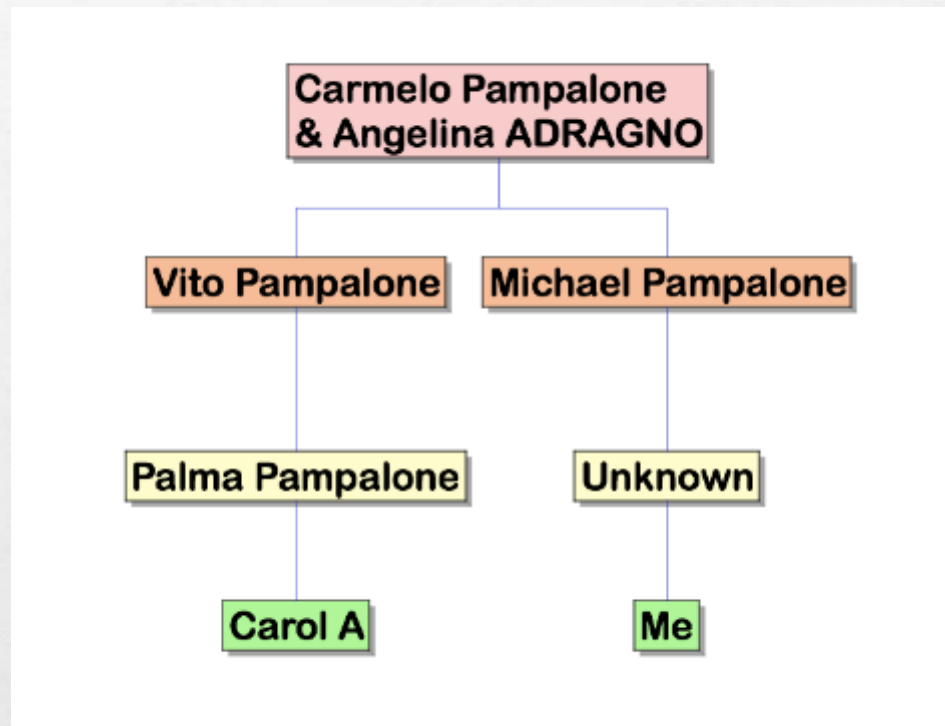 Carmelo Pampalone
& Angelina ADRAGNO
Vito Pampalone
Michael Pampalone
Palma Pampalone
Unknown
Carol A
Me